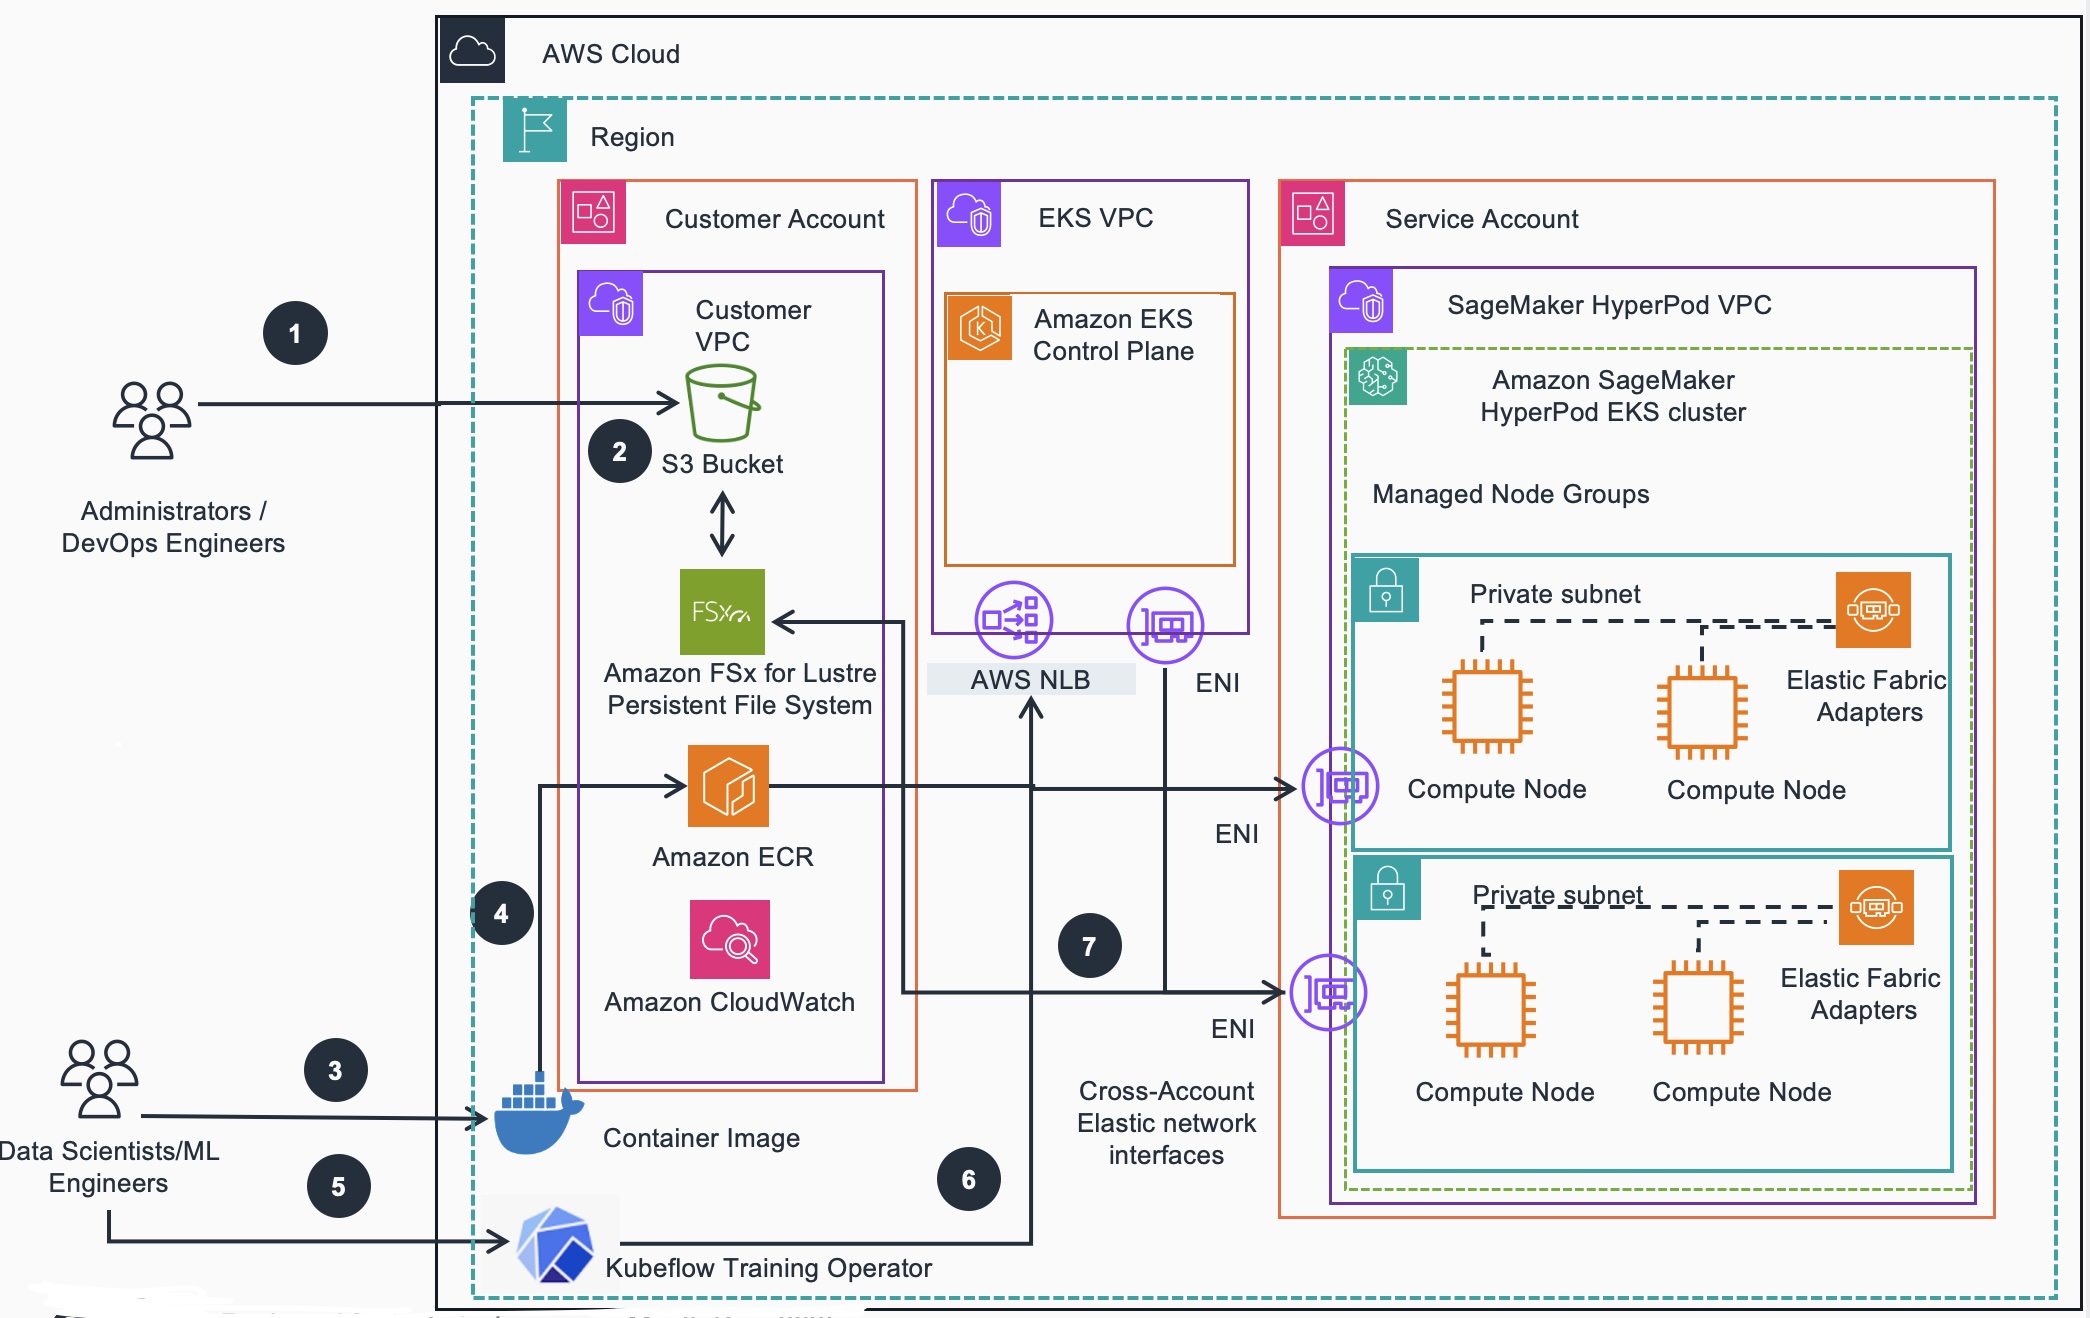 AWS Cloud
Region
Customer Account
EKS VPC
Service Account
Customer
VPC
Amazon EKS
Control Plane
SageMaker HyperPod VPC
1
Amazon SageMaker
HyperPod EKS cluster
2
S3 Bucket
Managed Node Groups
Administrators /
DevOps Engineers
FSx
Private subnet
Amazon FSx for Lustre
Persistent File System
AWS NLB
ENI
Elastic Fabric
Adapters
Compute Node
Compute Node
ENI
Amazon ECR
4
7
Private subnet
Amazon CloudWatch
ENI
Elastic Fabric
Adapters
3
Cross-Account
Elastic network
interfaces
Compute Node
Compute Node
Container Image
Data Scientists/ML
Engineers
5
6
Kubeflow Training Operator
K